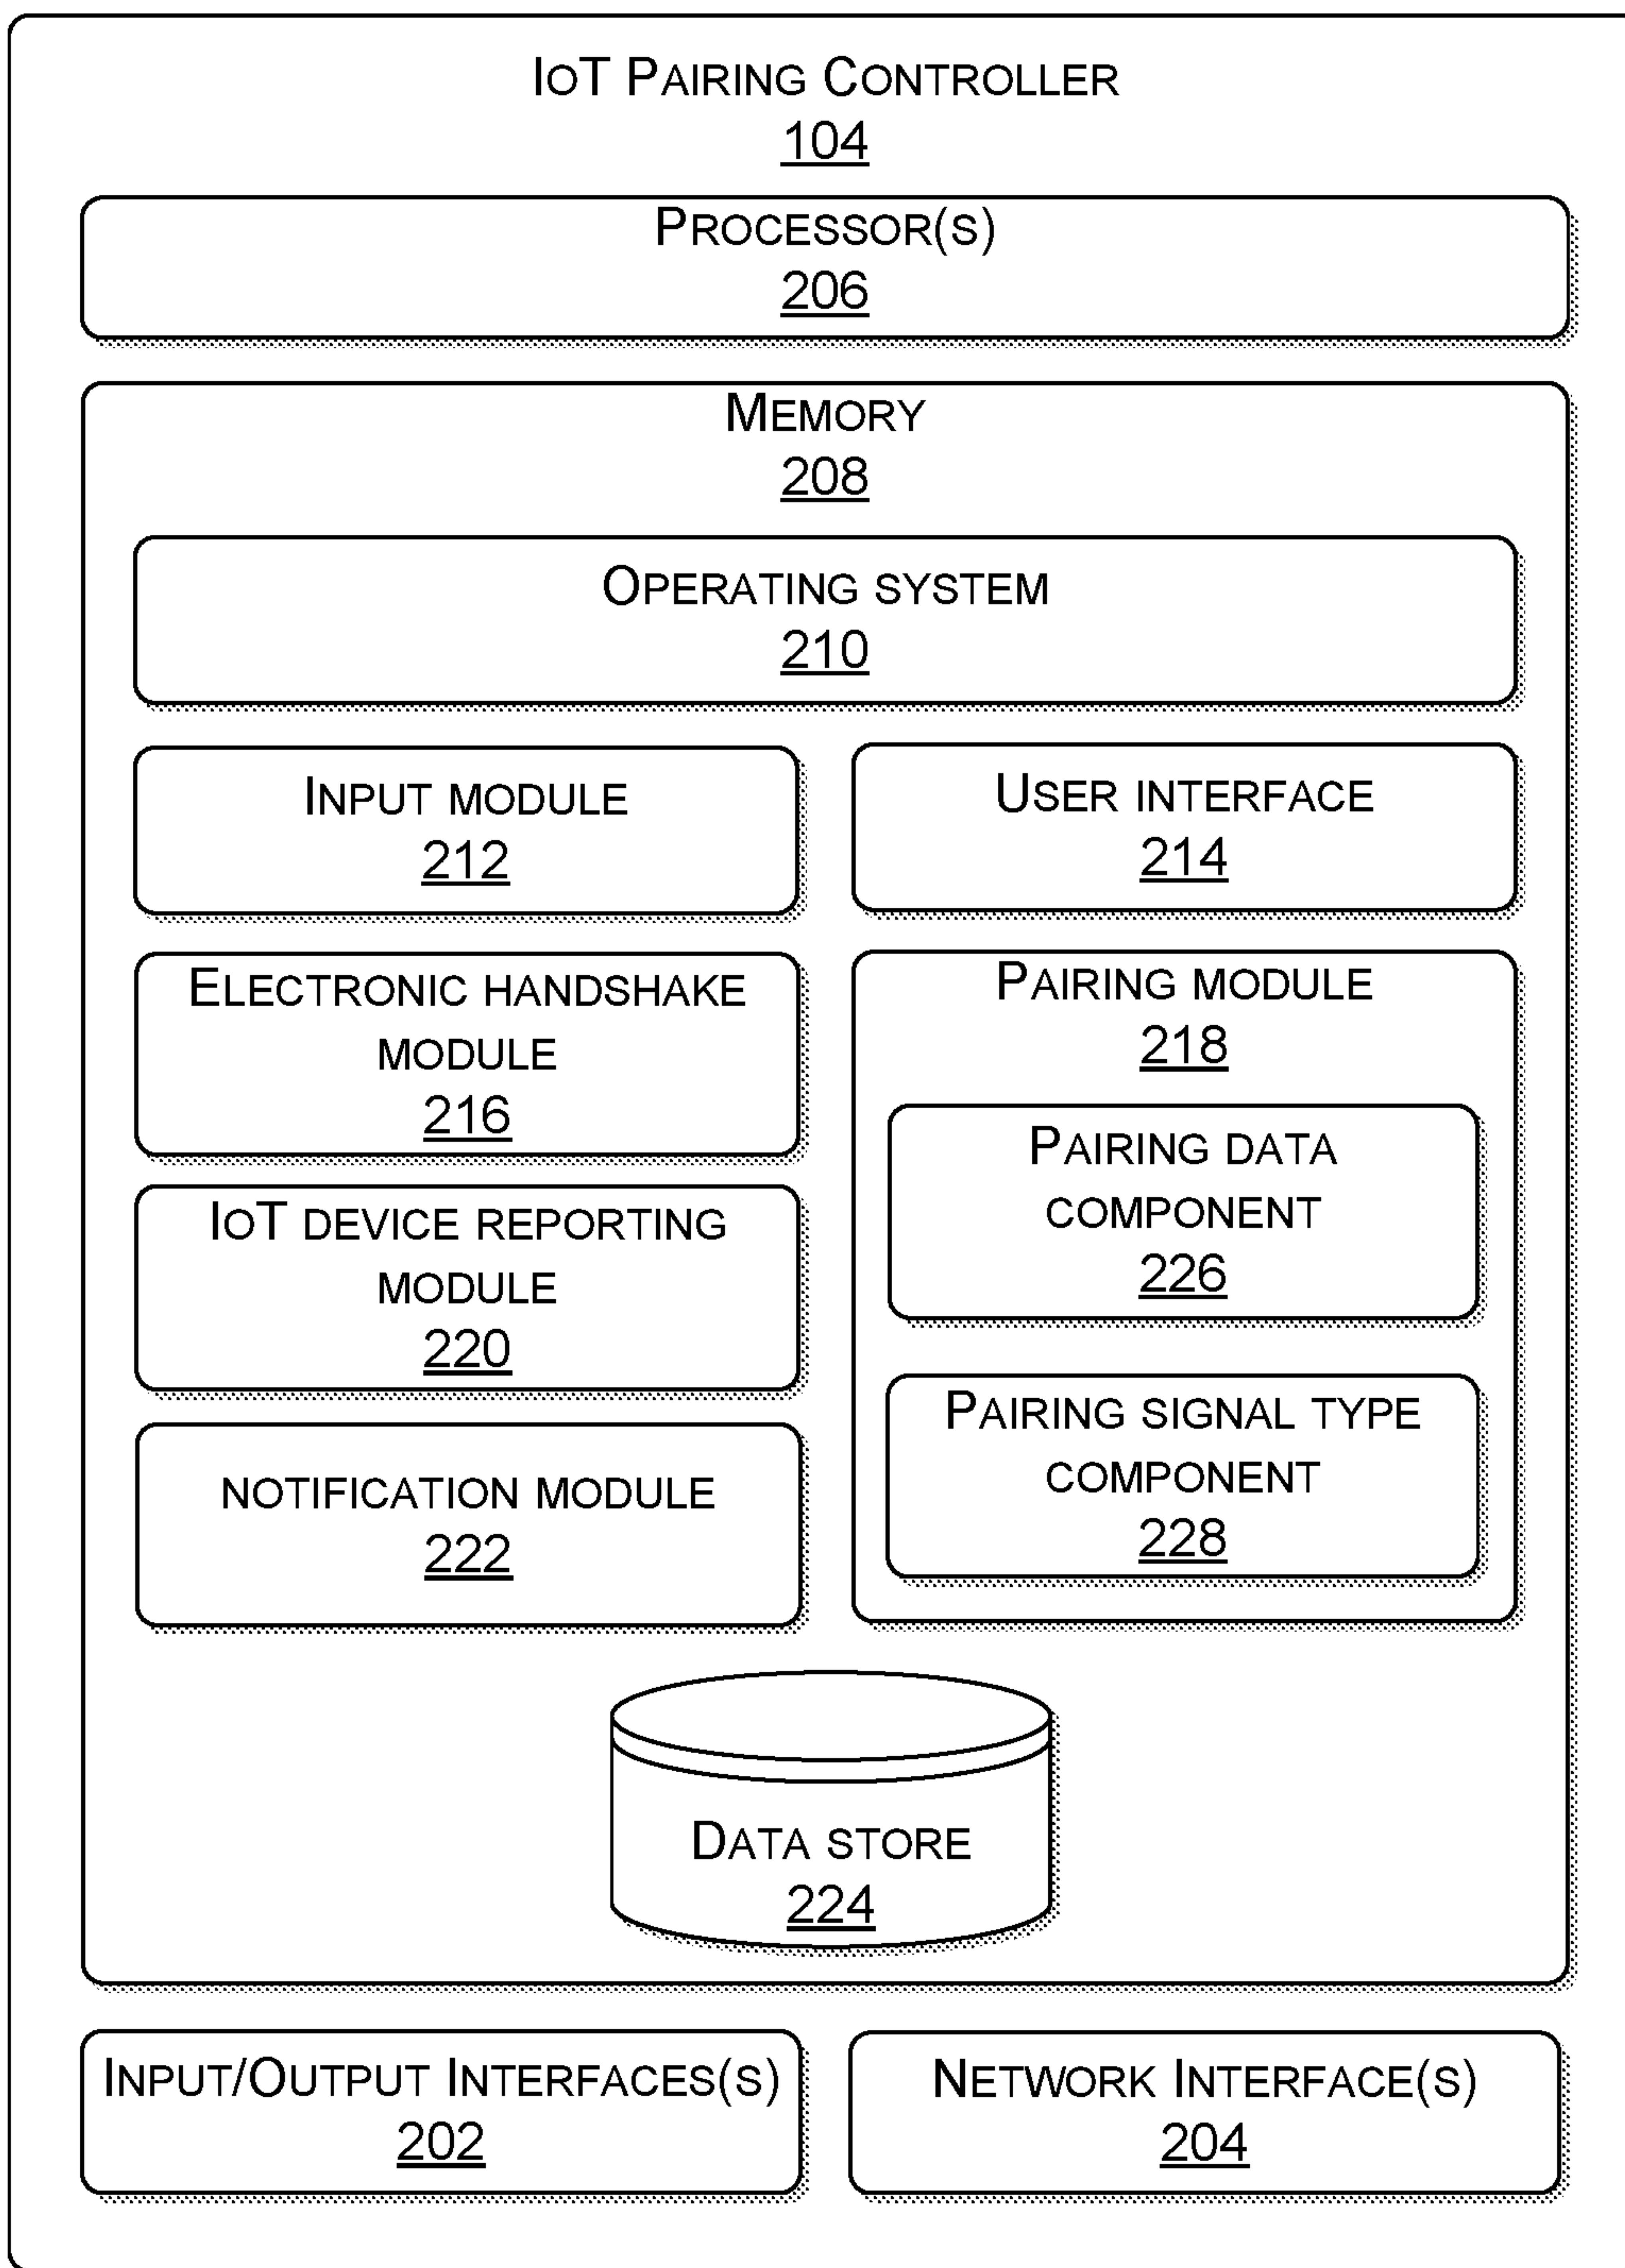 IoT Pairing Controller
104
Processor(s)
206
Memory
208
Operating system
210
Input module
212
User interface
214
Electronic handshake
module
216
Pairing module
218
Pairing data
component
226
IoT device reporting
module
220
Pairing signal type
component
228
notification module
222
Data store
224
Input/Output Interfaces(s)
202
Network Interface(s)
204